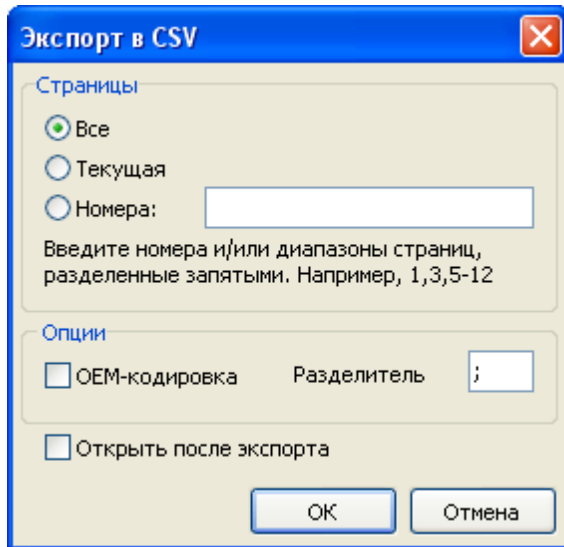 Экспорт в CSV
Страницы
Все
Текущая
Номера:
Введите номера и/или диапазоны страниц,
разделенные запятыми. Например, 1,3,5-12
Опции
OEM-кодировка Разделитель ;
Открыть после экспорта
ОК Отмена